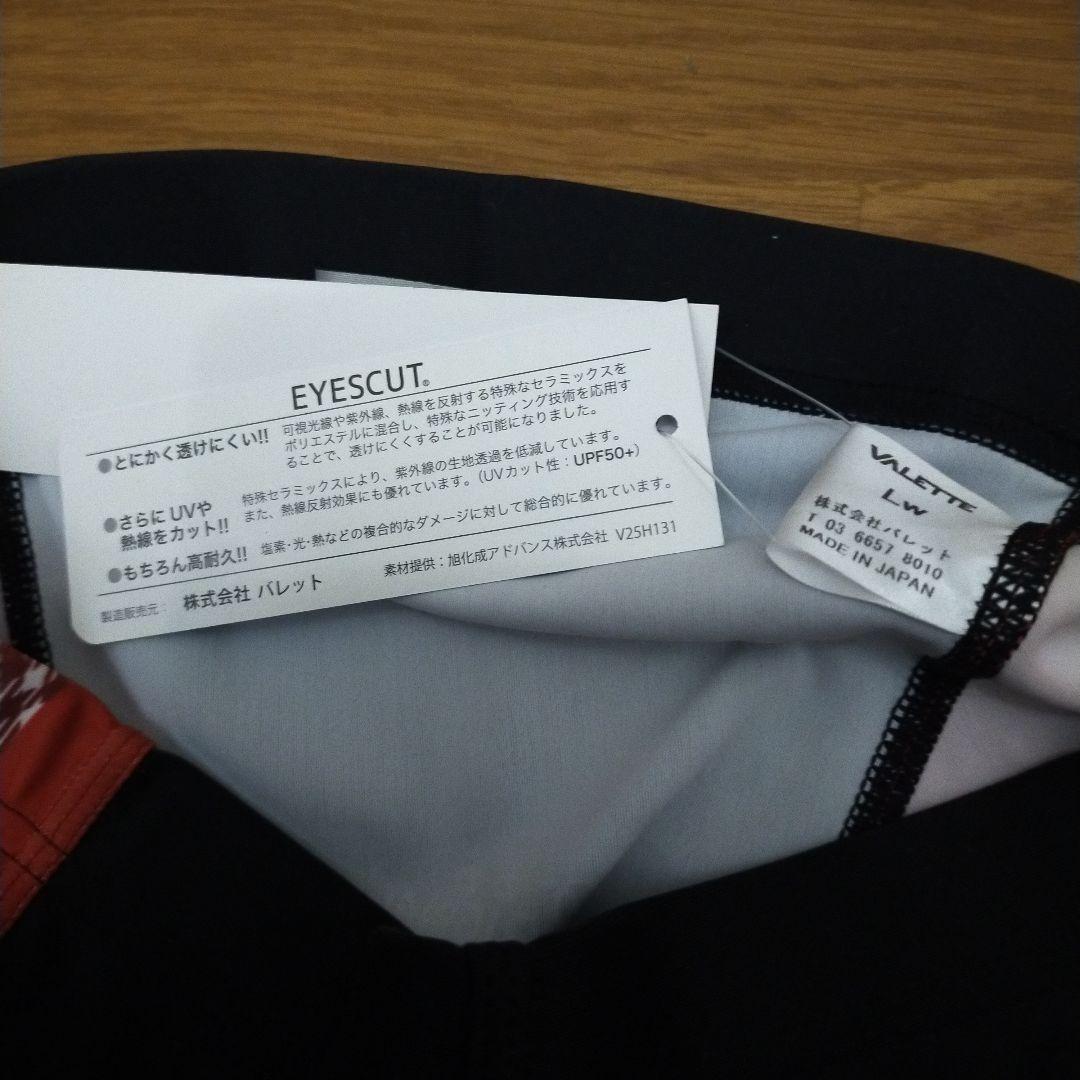 EYESCUT®
●とにかく透けにくい!!
可視光線や紫外線、熱線を反射する特殊なセラミックスを
ポリエステルに混合し、特殊なニッティング技術を応用す
ることで、透けにくくすることが可能になりました。
●さらにUVや
熱線をカット!!
特殊セラミックスにより、紫外線の生地透過を低減しています。
また、熱線反射効果にも優れています。(UVカット性:UPF50+)
●もちろん高耐久!!
塩素・光・熱などの複合的なダメージに対して総合的に優れています。
製造販売元: 株式会社 バレット
素材提供:旭化成アドバンス株式会社 V25H131
VALETTE
Lw
株式会社バレット
T 03 6657 8010
MADE IN JAPAN